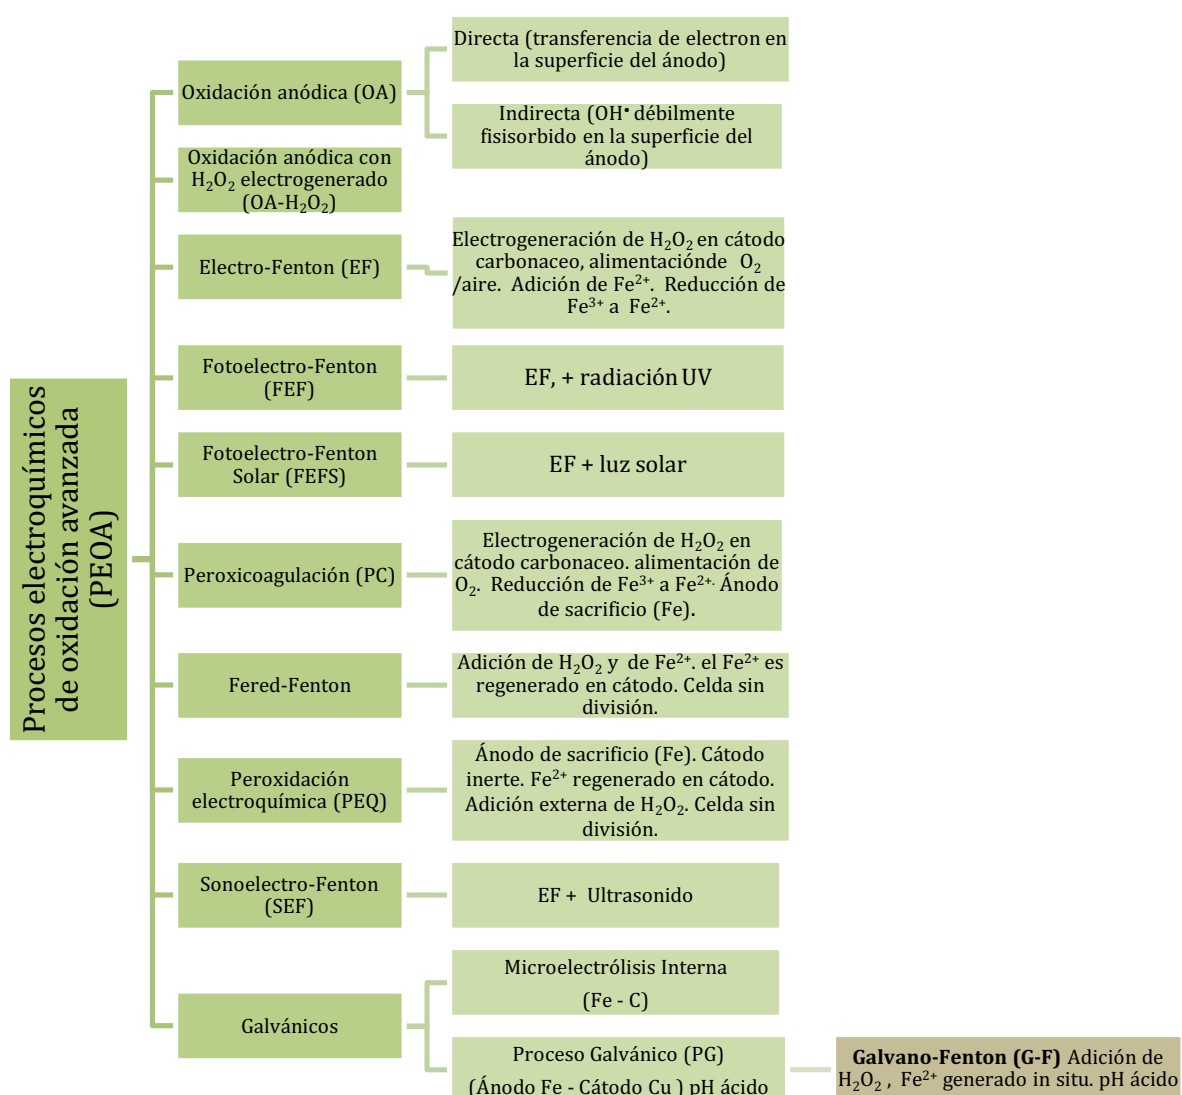 Procesos electroquímicos
de oxidación avanzada
(PEOA)
Oxidación anódica (OA)
Directa (transferencia de electron en
la superficie del ánodo)
Indirecta (OH• débilmente
fisisorbido en la superficie del
ánodo)
Oxidación anódica con
H₂O₂ electrogenerado
(OA-H₂O₂)
Electro-Fenton (EF)
Electrogeneración de H₂O₂ en cátodo
carbonaceo, alimentaciónde O₂
/aire. Adición de Fe²⁺. Reducción de
Fe³⁺ a Fe²⁺.
Fotoelectro-Fenton
(FEF)
EF, + radiación UV
Fotoelectro-Fenton
Solar (FEFS)
EF + luz solar
Peroxicoagulación (PC)
Electrogeneración de H₂O₂ en
cátodo carbonaceo. alimentación de
O₂. Reducción de Fe³⁺ a Fe²⁺. Ánodo
de sacrificio (Fe).
Fered-Fenton
Adición de H₂O₂ y de Fe²⁺. el Fe²⁺ es
regenerado en cátodo. Celda sin
división.
Peroxidación
electroquímica (PEQ)
Ánodo de sacrificio (Fe). Cátodo
inerte. Fe²⁺ regenerado en cátodo.
Adición externa de H₂O₂. Celda sin
división.
Sonoelectro-Fenton
(SEF)
EF + Ultrasonido
Galvánicos
Microelectrólisis Interna
(Fe - C)
Proceso Galvánico (PG)
(Ánodo Fe - Cátodo Cu ) pH ácido
Galvano-Fenton (G-F) Adición de
H₂O₂ , Fe²⁺ generado in situ. pH ácido